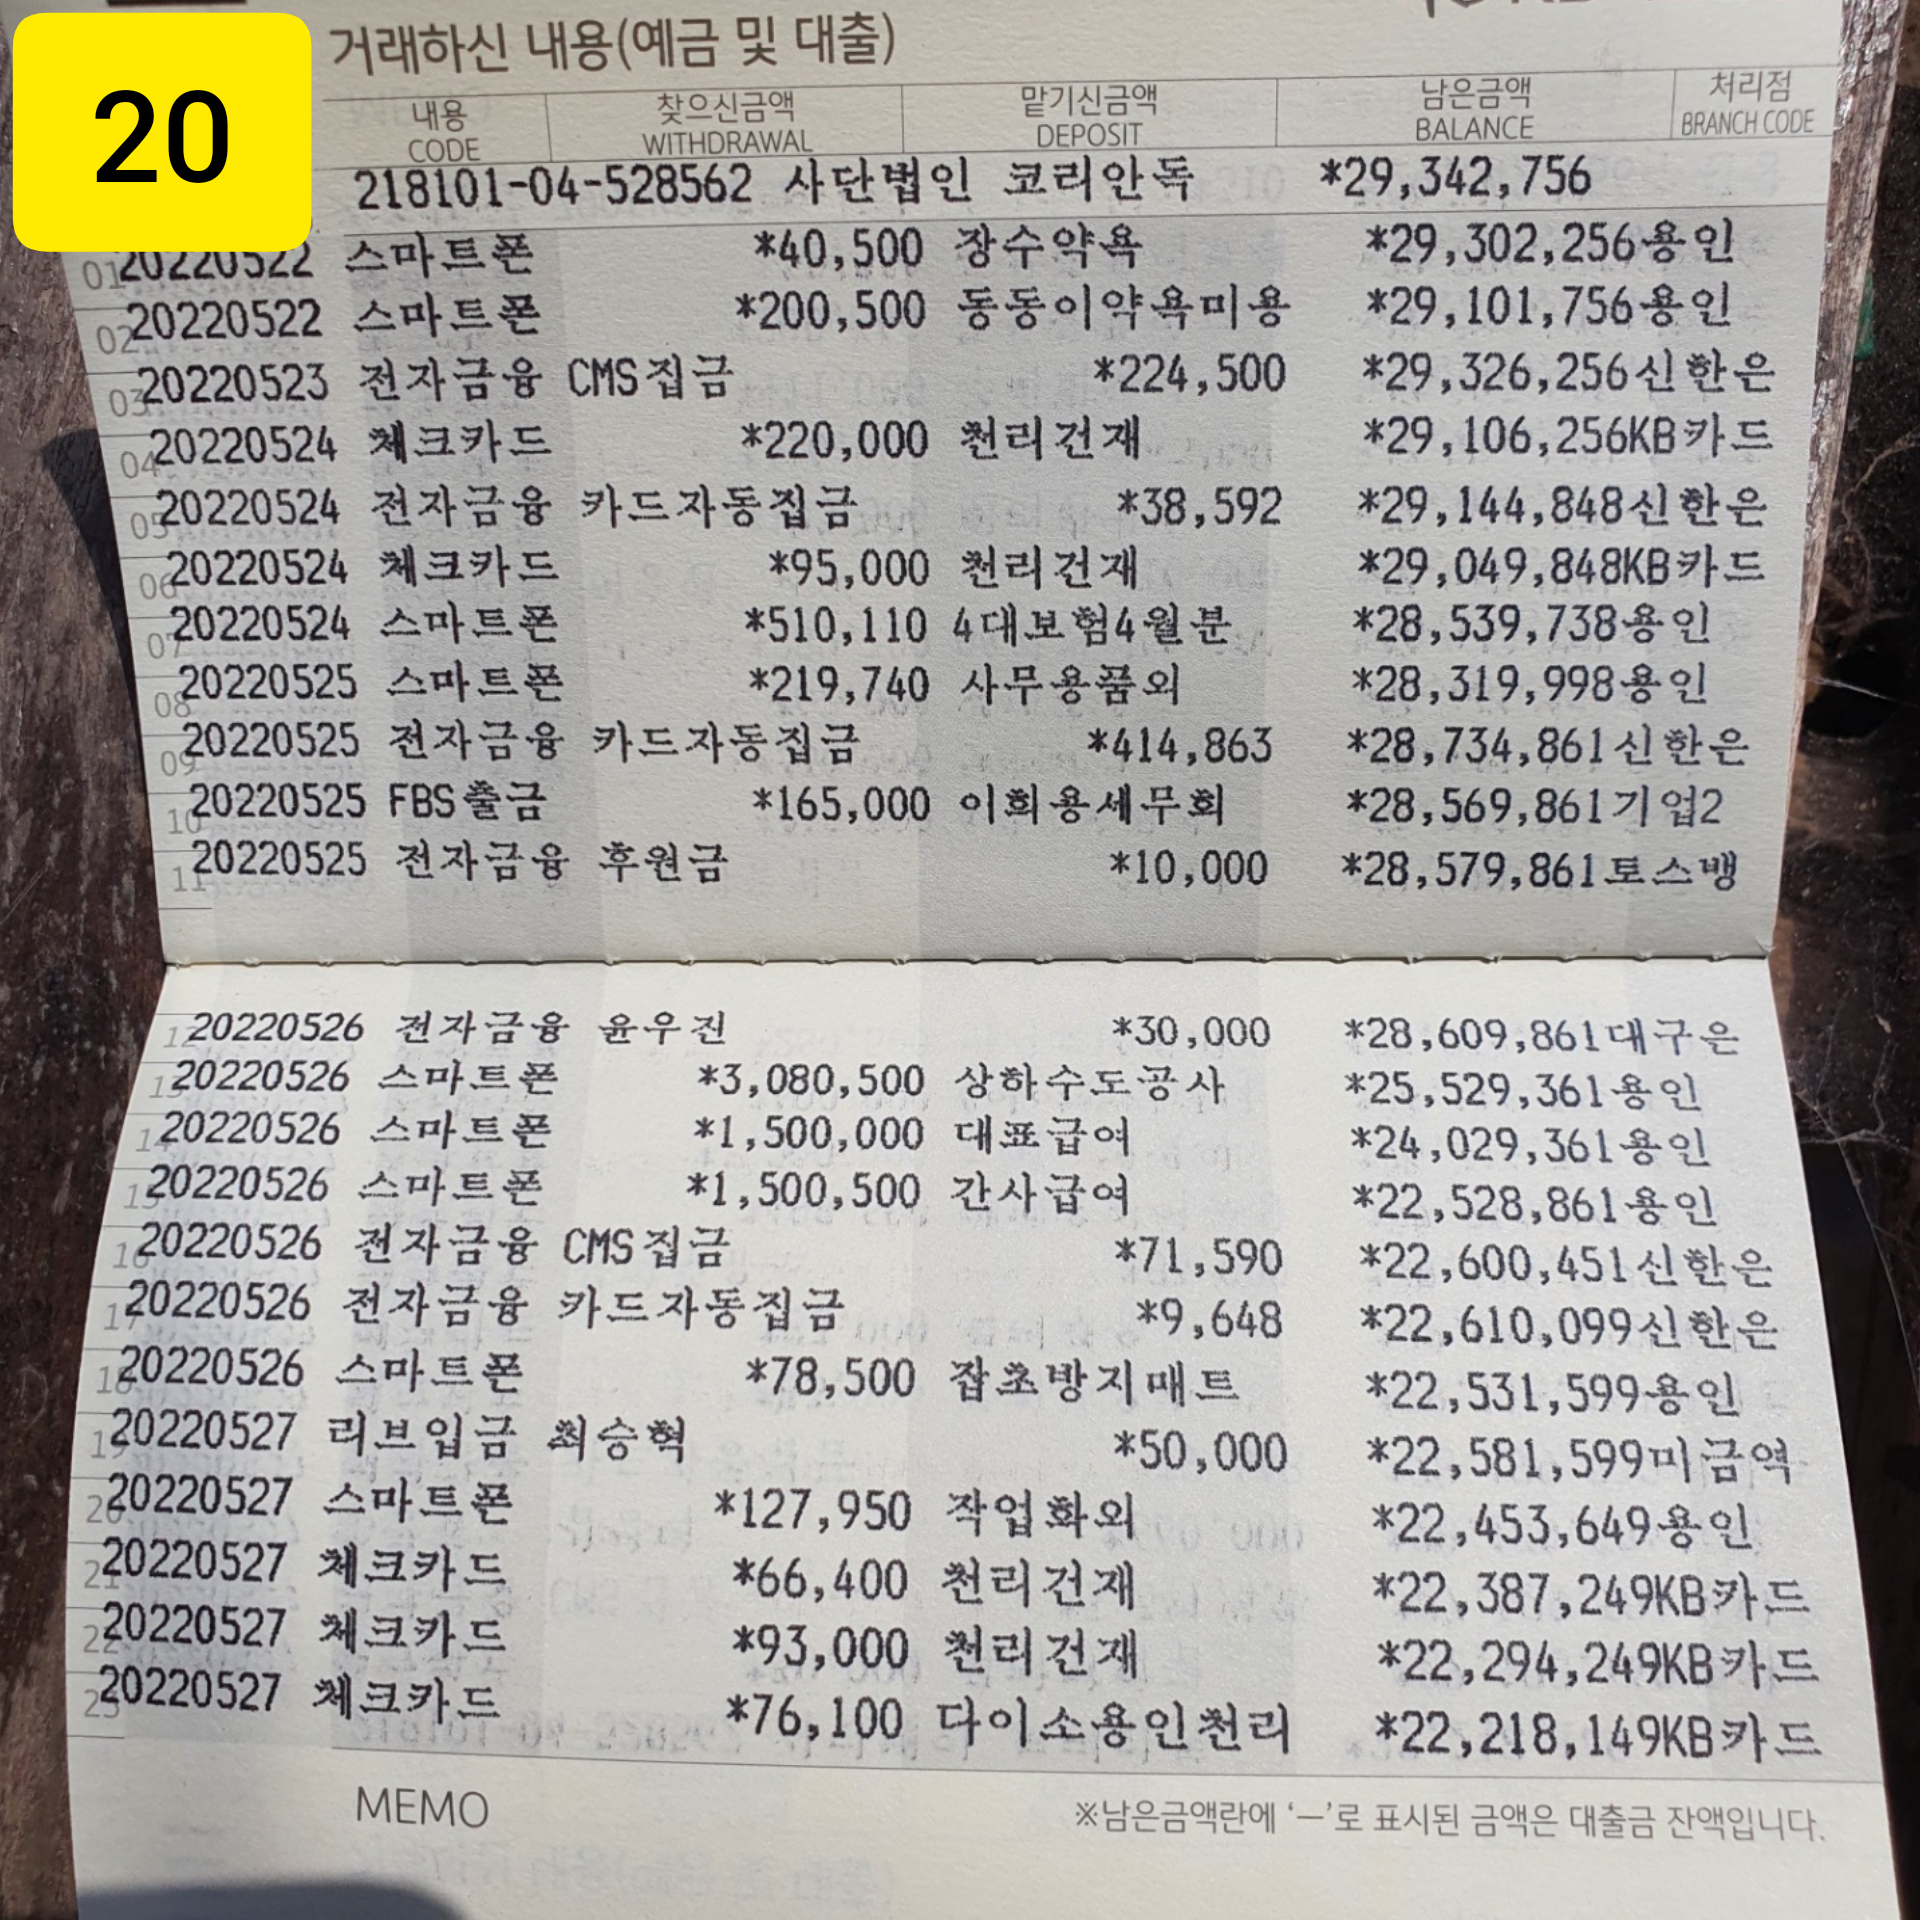 20
거래하신 내용(예금 및 대출)
내용 찾으신금액 맡기신금액 남은금액 처리점
CODE WITHDRAWAL DEPOSIT BALANCE BRANCH CODE
218101-04-528562 사단법인 코리안독 *29,342,756
01 20220522 스마트폰 *40,500 장수약욕 *29,302,256용인
02 20220522 스마트폰 *200,500 동동이약욕미용 *29,101,756용인
03 20220523 전자금융 CMS집금 *224,500 *29,326,256신한은
04 20220524 체크카드 *220,000 천리건재 *29,106,256KB카드
05 20220524 전자금융 카드자동집금 *38,592 *29,144,848신한은
06 20220524 체크카드 *95,000 천리건재 *29,049,848KB카드
07 20220524 스마트폰 *510,110 4대보험4월분 *28,539,738용인
08 20220525 스마트폰 *219,740 사무용품외 *28,319,998용인
09 20220525 전자금융 카드자동집금 *414,863 *28,734,861신한은
10 20220525 FBS출금 *165,000 이희용세무회 *28,569,861기업2
11 20220525 전자금융 후원금 *10,000 *28,579,861토스뱅
12 20220526 전자금융 윤우진 *30,000 *28,609,861대구은
13 20220526 스마트폰 *3,080,500 상하수도공사 *25,529,361용인
14 20220526 스마트폰 *1,500,000 대표급여 *24,029,361용인
15 20220526 스마트폰 *1,500,500 간사급여 *22,528,861용인
16 20220526 전자금융 CMS집금 *71,590 *22,600,451신한은
17 20220526 전자금융 카드자동집금 *9,648 *22,610,099신한은
18 20220526 스마트폰 *78,500 잡초방지매트 *22,531,599용인
19 20220527 리브입금 최승혁 *50,000 *22,581,599미금역
20 20220527 스마트폰 *127,950 작업화외 *22,453,649용인
21 20220527 체크카드 *66,400 천리건재 *22,387,249KB카드
22 20220527 체크카드 *93,000 천리건재 *22,294,249KB카드
23 20220527 체크카드 *76,100 다이소용인천리 *22,218,149KB카드
MEMO ※남은금액란에 ‘—’로 표시된 금액은 대출금 잔액입니다.